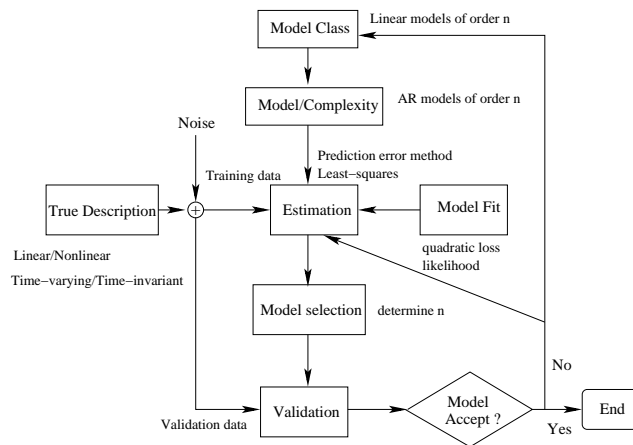 Model Class
Linear models of order n
Model/Complexity
AR models of order n
Noise
Prediction error method
Least−squares
Training data
True Description
+
Estimation
Model Fit
Linear/Nonlinear
Time−varying/Time−invariant
quadratic loss
likelihood
Model selection
determine n
No
Validation data
Validation
Model
Accept ?
Yes
End